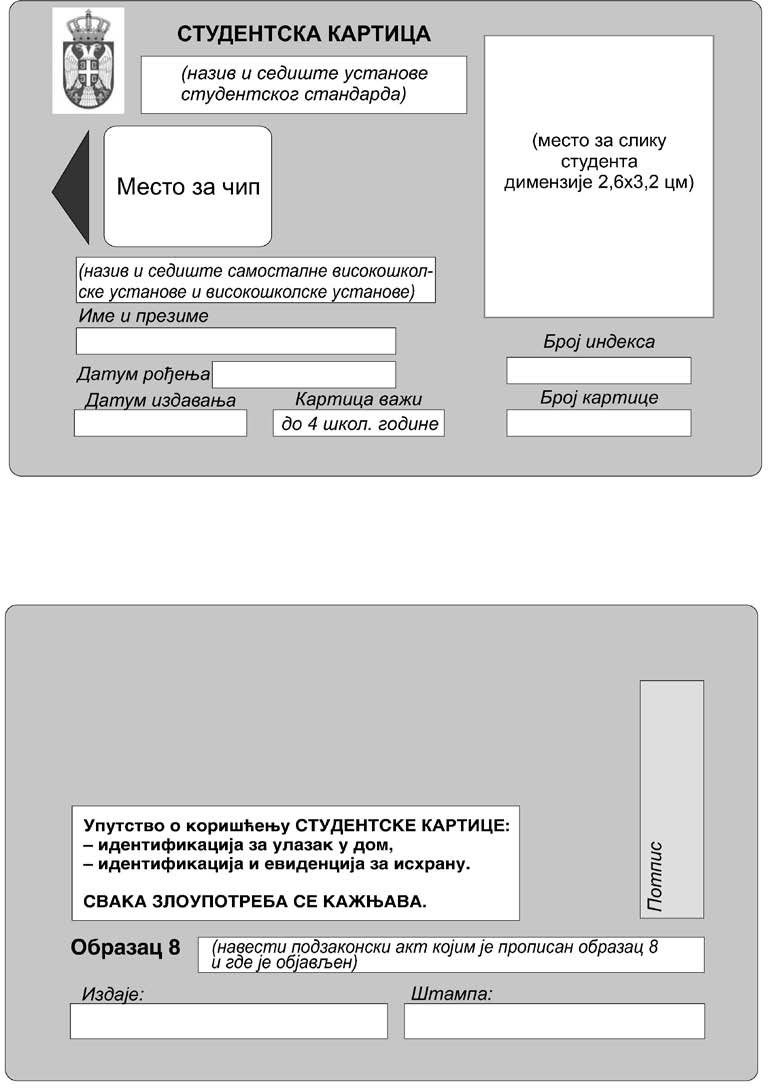 СТУДЕНТСКА КАРТИЦА
(назив и седиште установе
студентског стандарда)
(место за слику
студента
димензије 2,6x3,2 цм)
Место за чип
(назив и седиште самосталне високошкол-
ске установе и високошколске установе)
Име и презиме
Број индекса
Датум рођења
Датум издавања
Картица важи
Број картице
до 4 школ. године
Упутство о коришћењу СТУДЕНТСКЕ КАРТИЦЕ:
– идентификација за улазак у дом,
– идентификација и евиденција за исхрану.
СВАКА ЗЛОУПОТРЕБА СЕ КАЖЊАВА.
Потпис
Образац 8
(навести подзаконски акт којим је прописан образац 8
и где је објављен)
Издаје:
Штампа: